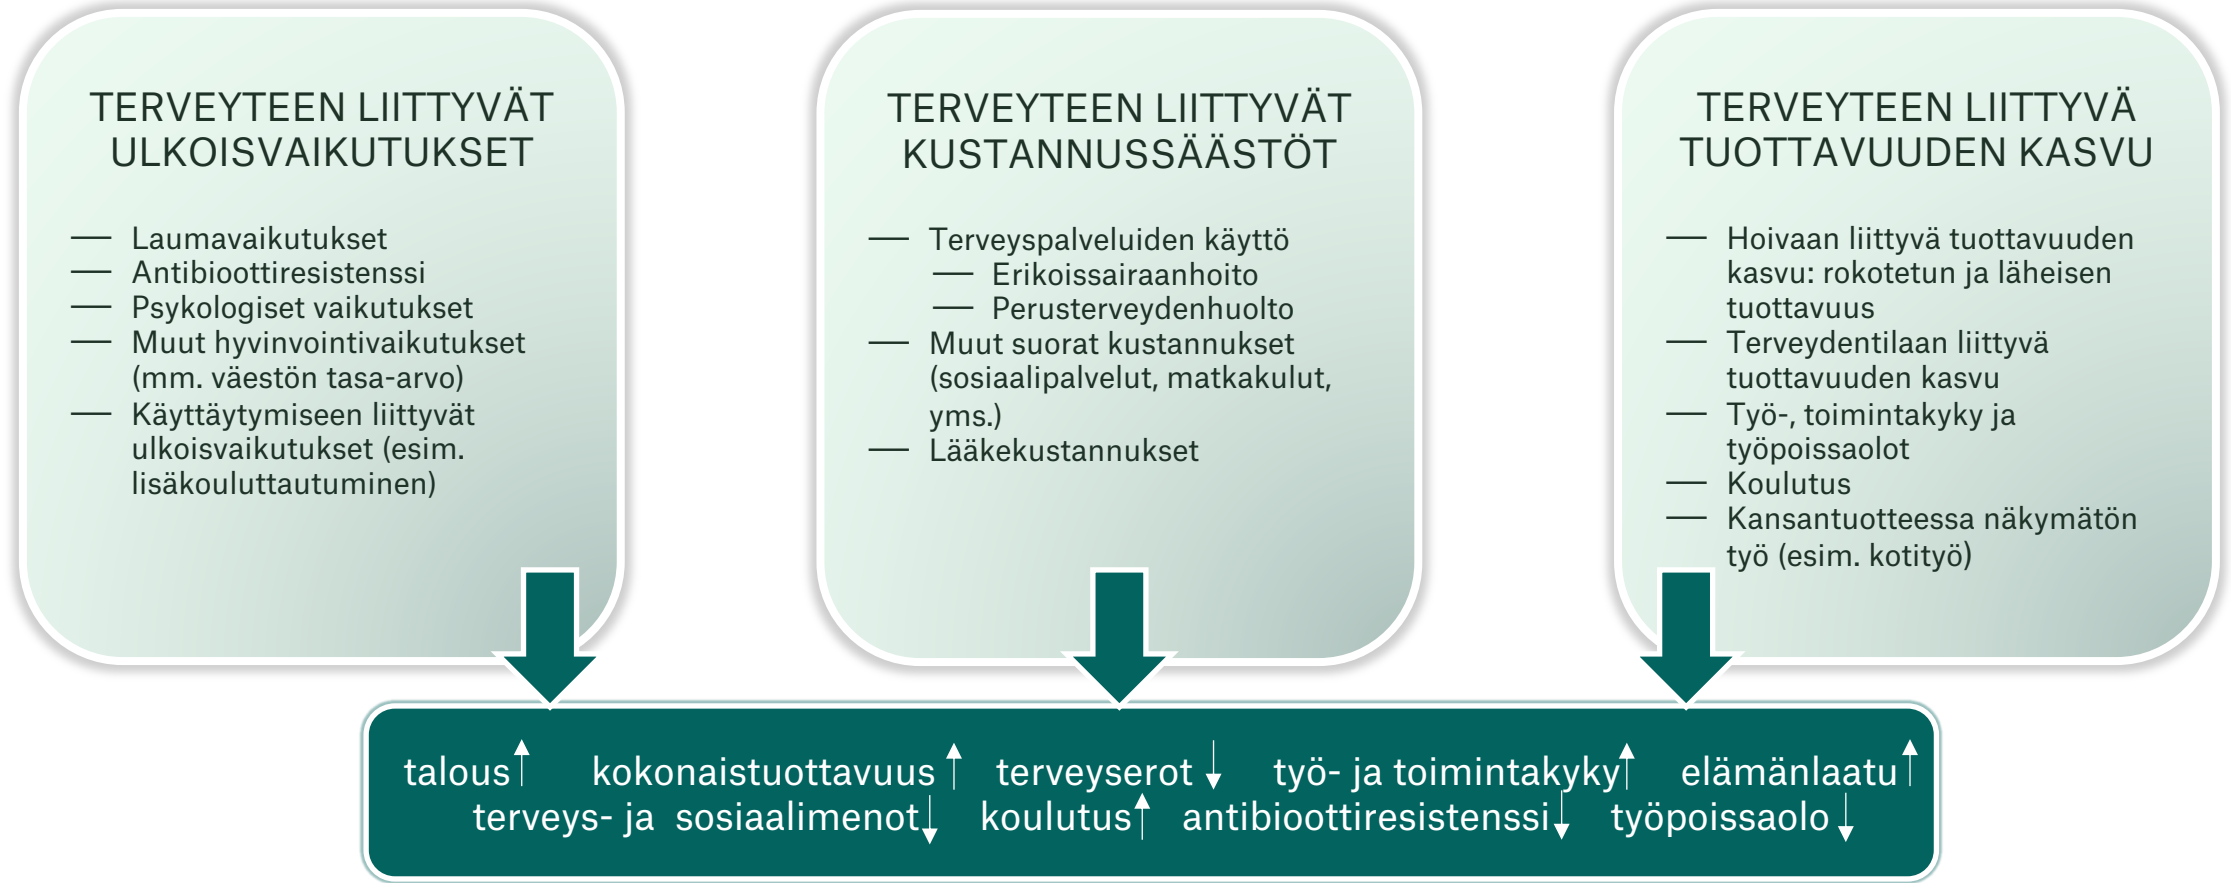 TERVEYTEEN LIITTYVÄT
ULKOISVAIKUTUKSET
— Laumavaikutukset
— Antibioottiresistenssi
— Psykologiset vaikutukset
— Muut hyvinvointivaikutukset
(mm. väestön tasa-arvo)
— Käyttäytymiseen liittyvät
ulkoisvaikutukset (esim.
lisäkouluttautuminen)
TERVEYTEEN LIITTYVÄT
KUSTANNUSSÄÄSTÖT
— Terveyspalveluiden käyttö
— Erikoissairaanhoito
— Perusterveydenhuolto
— Muut suorat kustannukset
(sosiaalipalvelut, matkakulut,
yms.)
— Lääkekustannukset
TERVEYTEEN LIITTYVÄ
TUOTTAVUUDEN KASVU
— Hoivaan liittyvä tuottavuuden
kasvu: rokotetun ja läheisen
tuottavuus
— Terveydentilaan liittyvä
tuottavuuden kasvu
— Työ-, toimintakyky ja
työpoissaolot
— Koulutus
— Kansantuotteessa näkymätön
työ (esim. kotityö)
talous↑ kokonaistuottavuus ↑ terveyserot ↓ työ- ja toimintakyky↑ elämänlaatu↑
terveys- ja sosiaalimenot↓ koulutus↑ antibioottiresistenssi↓ työpoissaolo↓